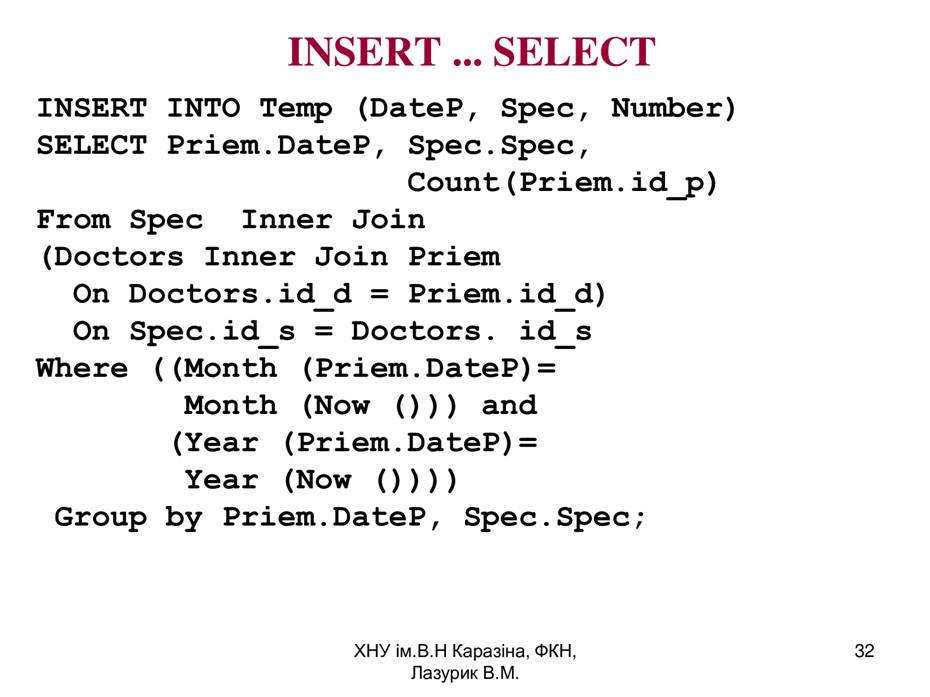 INSERT ... SELECT
INSERT INTO Temp (DateP, Spec, Number)
SELECT Priem.DateP, Spec.Spec,
Count(Priem.id_p)
From Spec  Inner Join
(Doctors Inner Join Priem
On Doctors.id_d = Priem.id_d)
On Spec.id_s = Doctors. id_s
Where ((Month (Priem.DateP)=
Month (Now ())) and
(Year (Priem.DateP)=
Year (Now ())))
Group by Priem.DateP, Spec.Spec;
ХНУ ім.В.Н Каразіна, ФКН,
Лазурик В.М.
32